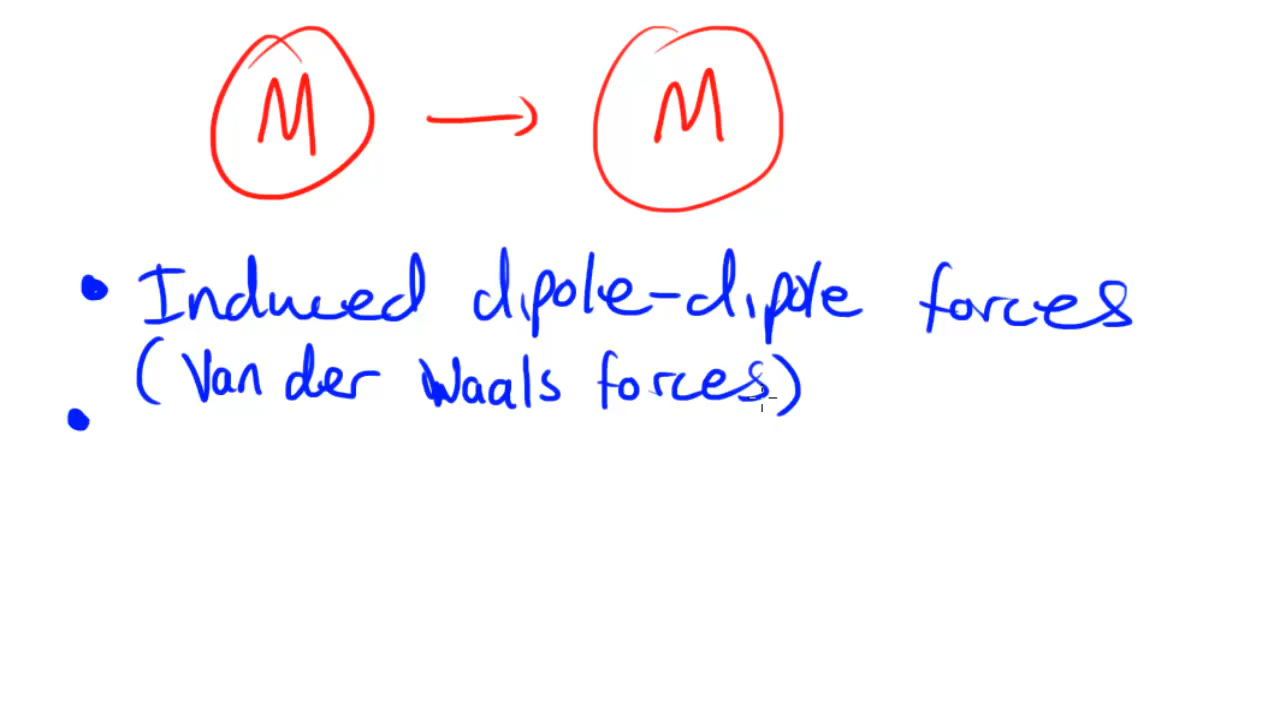 M → M
• Induced dipole-dipole forces
(Van der Waals forces)
•